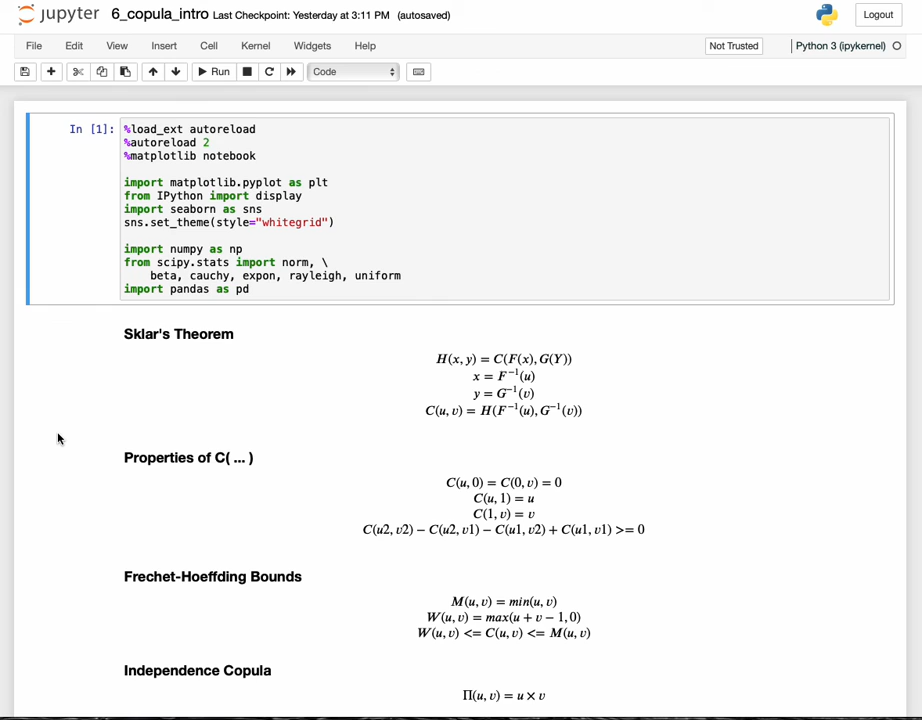 jupyter 6_copula_intro Last Checkpoint: Yesterday at 3:11 PM (autosaved) Logout
File Edit View Insert Cell Kernel Widgets Help Not Trusted Python 3 (ipykernel)
Run Code
In [1]: %load_ext autoreload
%autoreload 2
%matplotlib notebook
import matplotlib.pyplot as plt
from IPython import display
import seaborn as sns
sns.set_theme(style="whitegrid")
import numpy as np
from scipy.stats import norm, \
beta, cauchy, expon, rayleigh, uniform
import pandas as pd
Sklar's Theorem
H(x, y) = C(F(x), G(Y))
x = F⁻¹(u)
y = G⁻¹(v)
C(u, v) = H(F⁻¹(u), G⁻¹(v))
Properties of C( ... )
C(u, 0) = C(0, v) = 0
C(u, 1) = u
C(1, v) = v
C(u2, v2) − C(u2, v1) − C(u1, v2) + C(u1, v1) >= 0
Frechet-Hoeffding Bounds
M(u, v) = min(u, v)
W(u, v) = max(u + v − 1, 0)
W(u, v) <= C(u, v) <= M(u, v)
Independence Copula
Π(u, v) = u × v